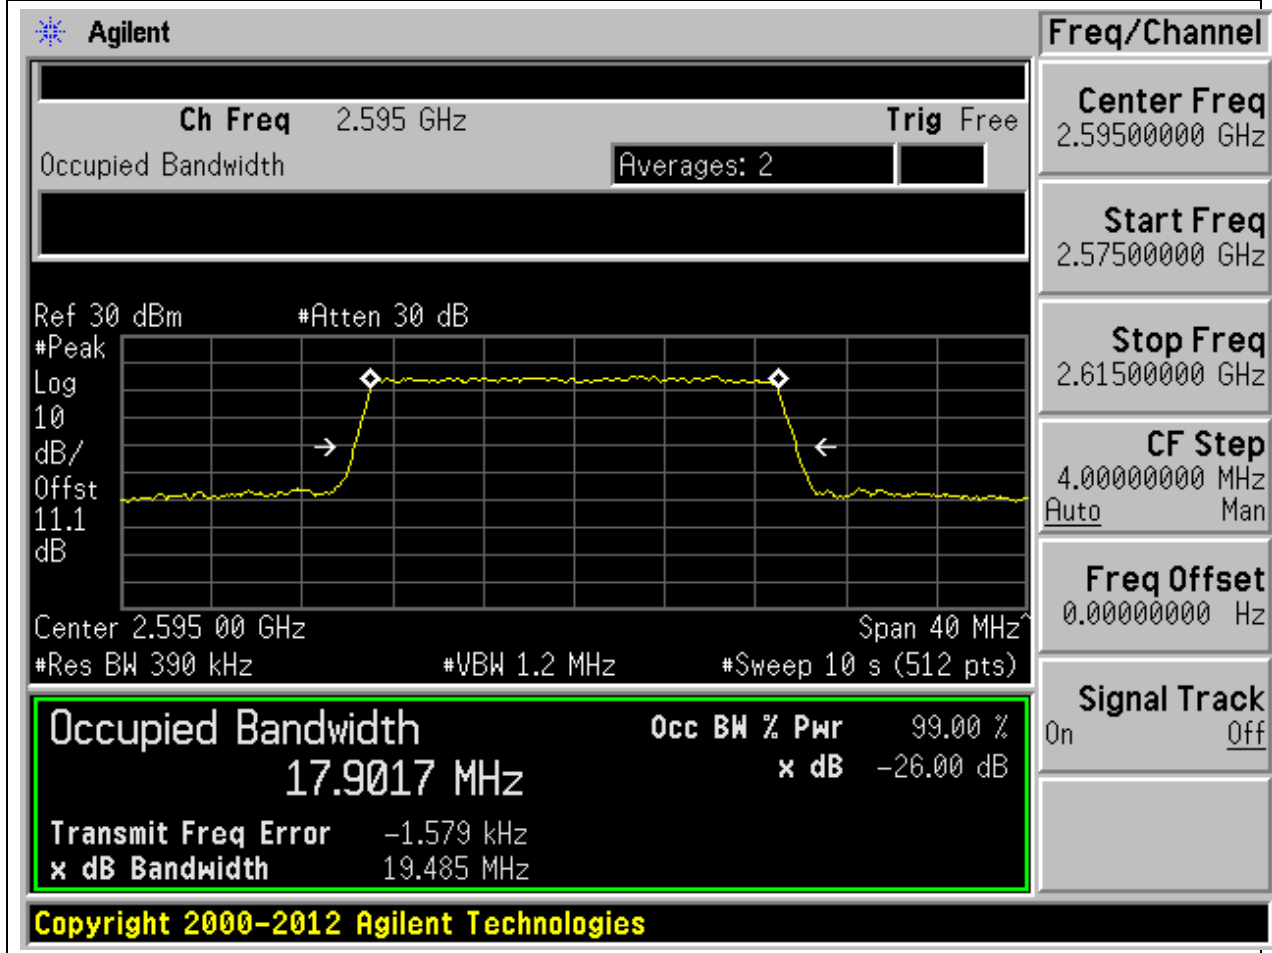 Agilent
Freq/Channel
Ch Freq 2.595 GHz Trig Free
Occupied Bandwidth Averages: 2
Center Freq
2.59500000 GHz
Start Freq
2.57500000 GHz
Stop Freq
2.61500000 GHz
CF Step
4.00000000 MHz
Auto Man
Freq Offset
0.00000000 Hz
Signal Track
On Off
Ref 30 dBm #Atten 30 dB
#Peak
Log
10
dB/
Offst
11.1
dB
Center 2.595 00 GHz Span 40 MHz^
#Res BW 390 kHz #VBW 1.2 MHz #Sweep 10 s (512 pts)
Occupied Bandwidth Occ BW % Pwr 99.00 %
17.9017 MHz x dB -26.00 dB
Transmit Freq Error -1.579 kHz
x dB Bandwidth 19.485 MHz
Copyright 2000-2012 Agilent Technologies